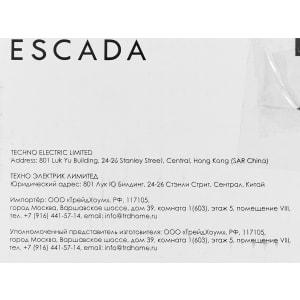 ESCADA
TECHNO ELECTRIC LIMITED
Address: 801 Luk Yu Building, 24-26 Stanley Street), Central, Hong Kong (SAR China)
ТЕХНО ЭЛЕКТРИК ЛИМИТЕД
Юридический адрес: 801 Лук Ю Билдинг, 24-26 Стэнли Стрит, Сентрал, Китай
Импортёр: ООО «ТрейдХоум», РФ, 117105,
город Москва, Варшавское шоссе, дом 39, комната 1(603), этаж 5, помещение VIII,
тел. +7 (916) 441-57-14, email: info@trdhome.ru
Уполномоченный представитель изготовителя: ООО «ТрейдХоум», РФ, 117105,
город Москва, Варшавское шоссе, дом 39, комната 1(603), этаж 5, помещение VIII,
тел. +7 (916) 441-57-14, email: info@trdhome.ru